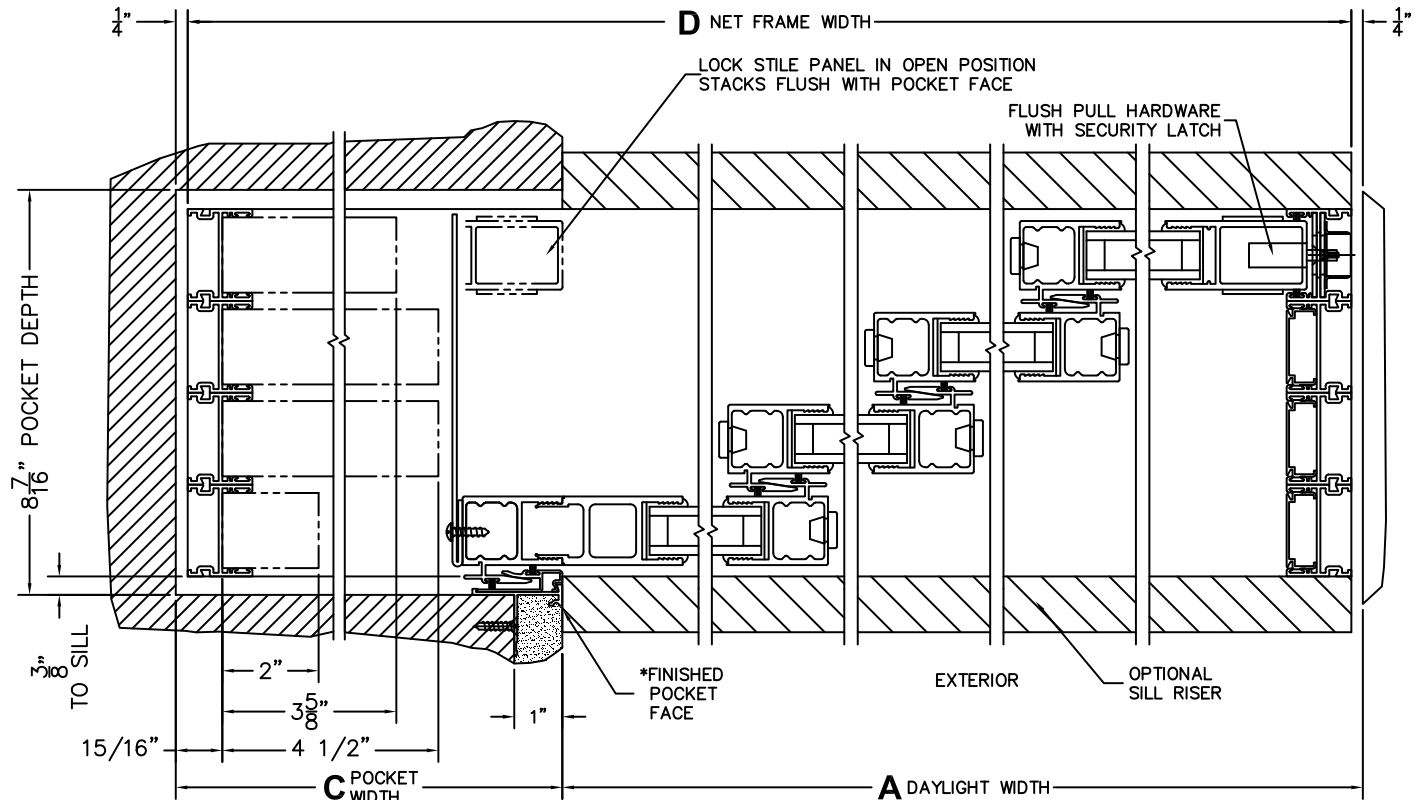 1/4"
D NET FRAME WIDTH
1/4"
LOCK STILE PANEL IN OPEN POSITION
STACKS FLUSH WITH POCKET FACE
FLUSH PULL HARDWARE
WITH SECURITY LATCH
8 7/16" POCKET DEPTH
3/8"
TO SILL
2"
3 5/8"
15/16"
4 1/2"
1"
*FINISHED
POCKET
FACE
EXTERIOR
OPTIONAL
SILL RISER
C POCKET
WIDTH
A DAYLIGHT WIDTH